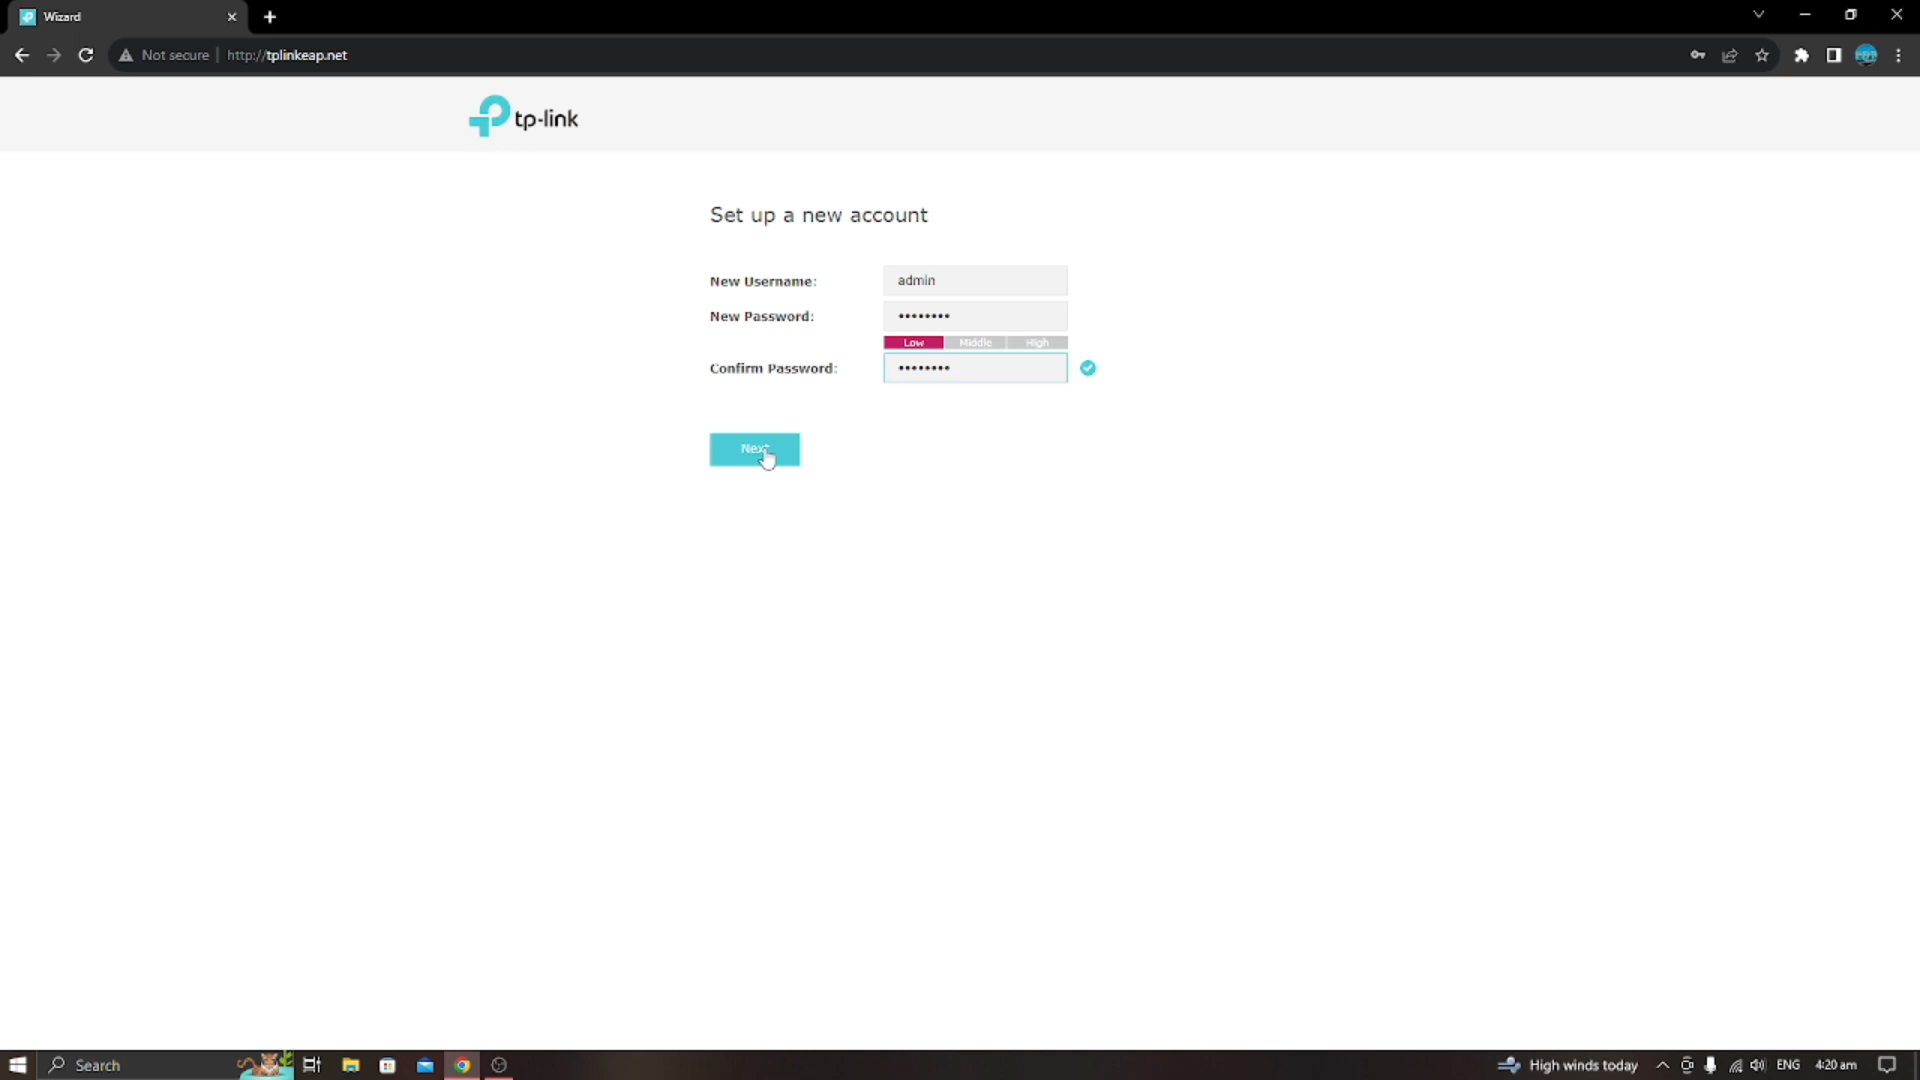 Wizard
Not secure | http://tplinkeap.net
tp-link
Set up a new account
New Username: admin
New Password: ••••••••
Low Middle High
Confirm Password: ••••••••
Next
Search
High winds today
ENG
4:20 am